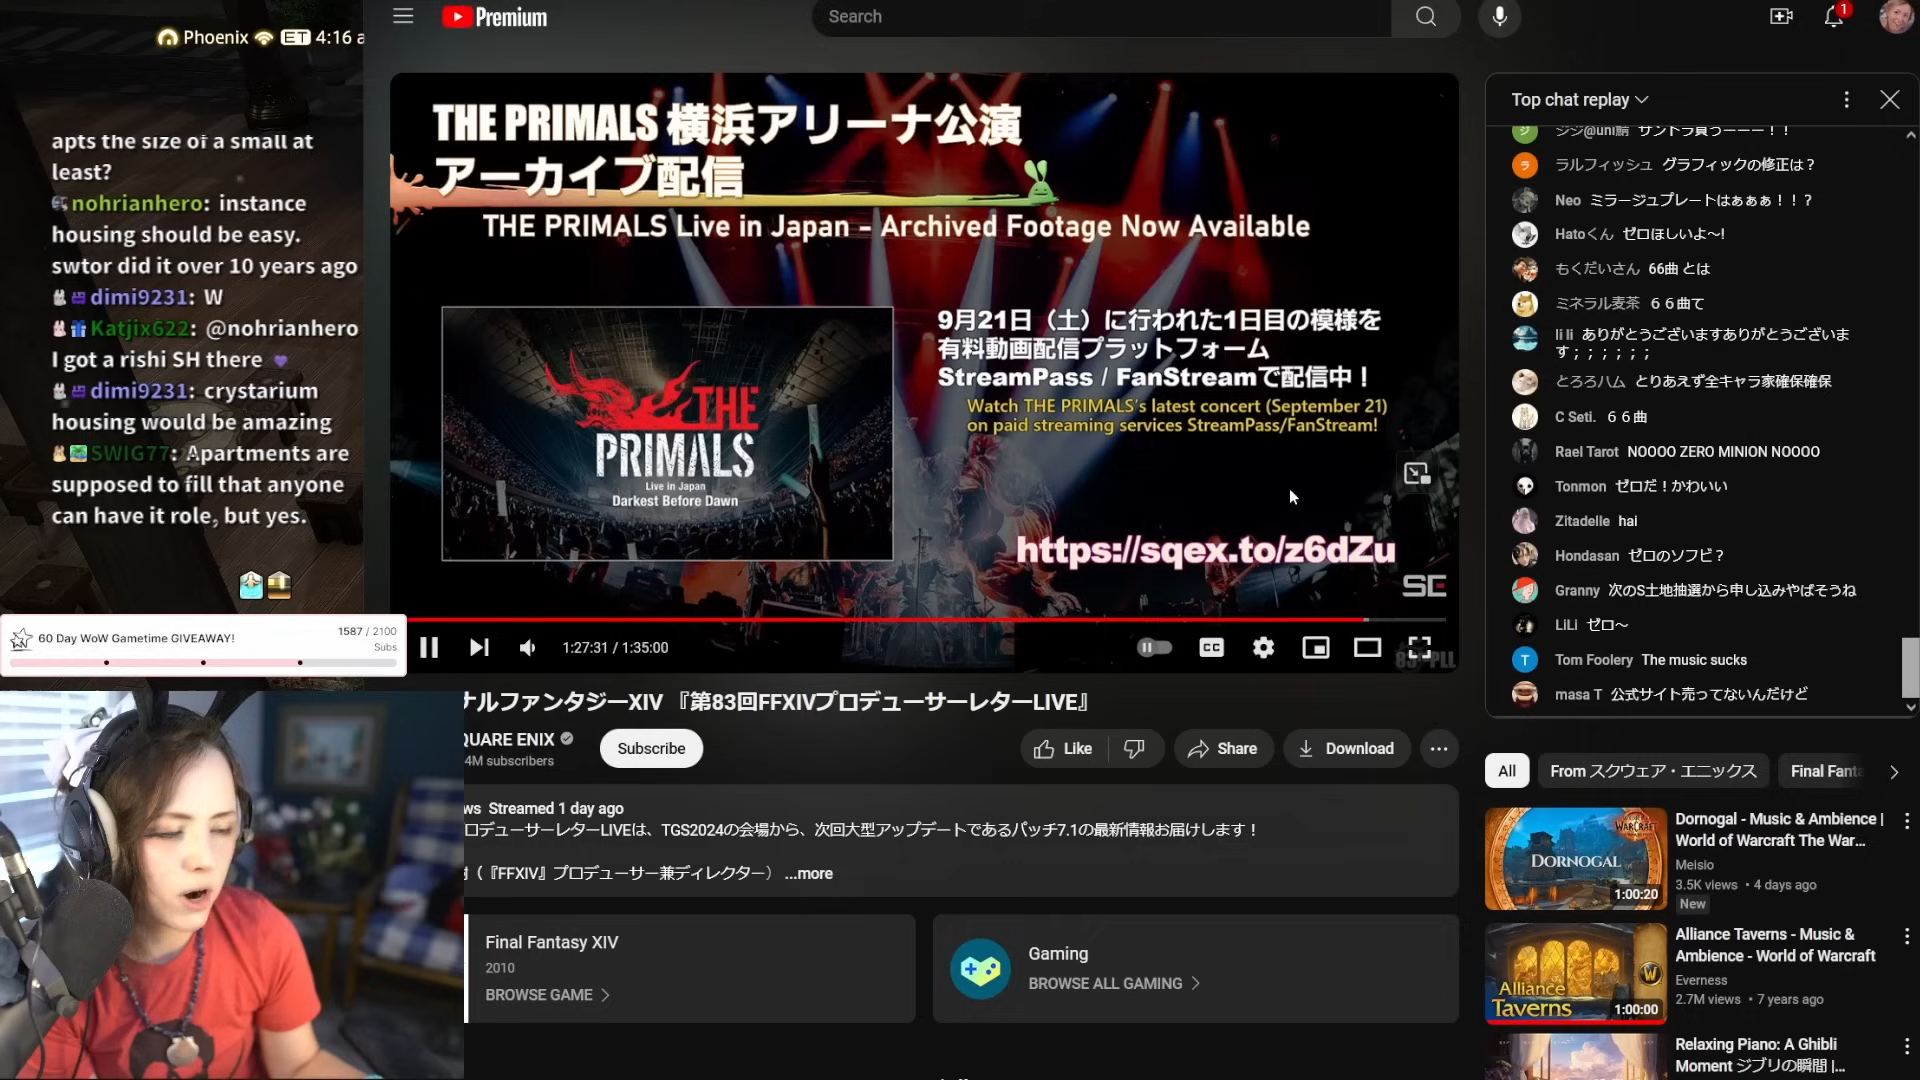 Phoenix ET 4:16 a
apts the size of a small at
least?
nohrianhero: instance
housing should be easy.
swtor did it over 10 years ago
dimi9231: W
Katjix622: @nohrianhero
I got a rishi SH there
dimi9231: crystarium
housing would be amazing
SWIG77: Apartments are
supposed to fill that anyone
can have it role, but yes.
60 Day WoW Gametime GIVEAWAY!
1587 / 2100
Subs
Premium
Search
1
THE PRIMALS 横浜アリーナ公演
アーカイブ配信
THE PRIMALS Live in Japan - Archived Footage Now Available
THE
PRIMALS
Live in Japan
Darkest Before Dawn
9月21日（土）に行われた1日目の模様を
有料動画配信プラットフォーム
StreamPass / FanStreamで配信中！
Watch THE PRIMALS's latest concert (September 21)
on paid streaming services StreamPass/FanStream!
https://sqex.to/z6dZu
SE
1:27:31 / 1:35:00
CC
ナルファンタジーXIV 『第83回FFXIVプロデューサーレターLIVE』
QUARE ENIX
4M subscribers
Subscribe
Like
Share
Download
ws Streamed 1 day ago
ロデューサーレターLIVEは、TGS2024の会場から、次回大型アップデートであるパッチ7.1の最新情報お届けします！
（『FFXIV』プロデューサー兼ディレクター） ...more
Final Fantasy XIV
2010
BROWSE GAME
Gaming
BROWSE ALL GAMING
Top chat replay
ジジ@uni鯖 サントラ買うーーー！！
ラルフィッシュ グラフィックの修正は？
Neo ミラージュプレートはぁぁぁ！！？
Hatoくん ゼロほしいよ～!
もくだいさん 66曲 とは
ミネラル麦茶 ６６曲て
li li ありがとうございますありがとうございま
す；；；；；；
とろろハム とりあえず全キャラ家確保確保
C Seti. ６６曲
Rael Tarot NOOOO ZERO MINION NOOOO
Tonmon ゼロだ！かわいい
Zitadelle hai
Hondasan ゼロのソフビ？
Granny 次のS土地抽選から申し込みやばそうね
LiLi ゼロ～
T
Tom Foolery The music sucks
masa T 公式サイト売ってないんだけど
All
From スクウェア・エニックス
Final Fanta
DORNOGAL
1:00:20
Dornogal - Music & Ambience |
World of Warcraft The War...
Meisio
3.5K views • 4 days ago
New
Alliance
Taverns
1:00:00
Alliance Taverns - Music &
Ambience - World of Warcraft
Everness
2.7M views • 7 years ago
Relaxing Piano: A Ghibli
Moment ジブリの瞬間 |...